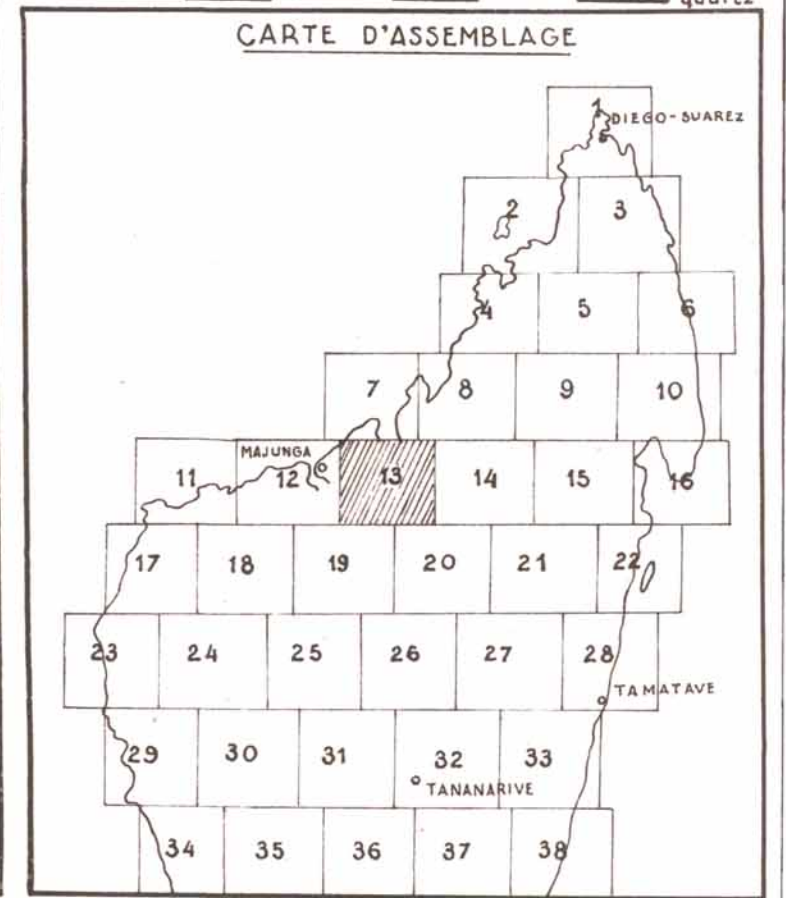 quartz
CARTE D'ASSEMBLAGE
1
DIEGO-SUAREZ
2 3
4 5 6
7 8 9 10
MAJUNGA
11 12 13 14 15 16
17 18 19 20 21 22
23 24 25 26 27 28
TAMATAVE
29 30 31 32 33
TANANARIVE
34 35 36 37 38